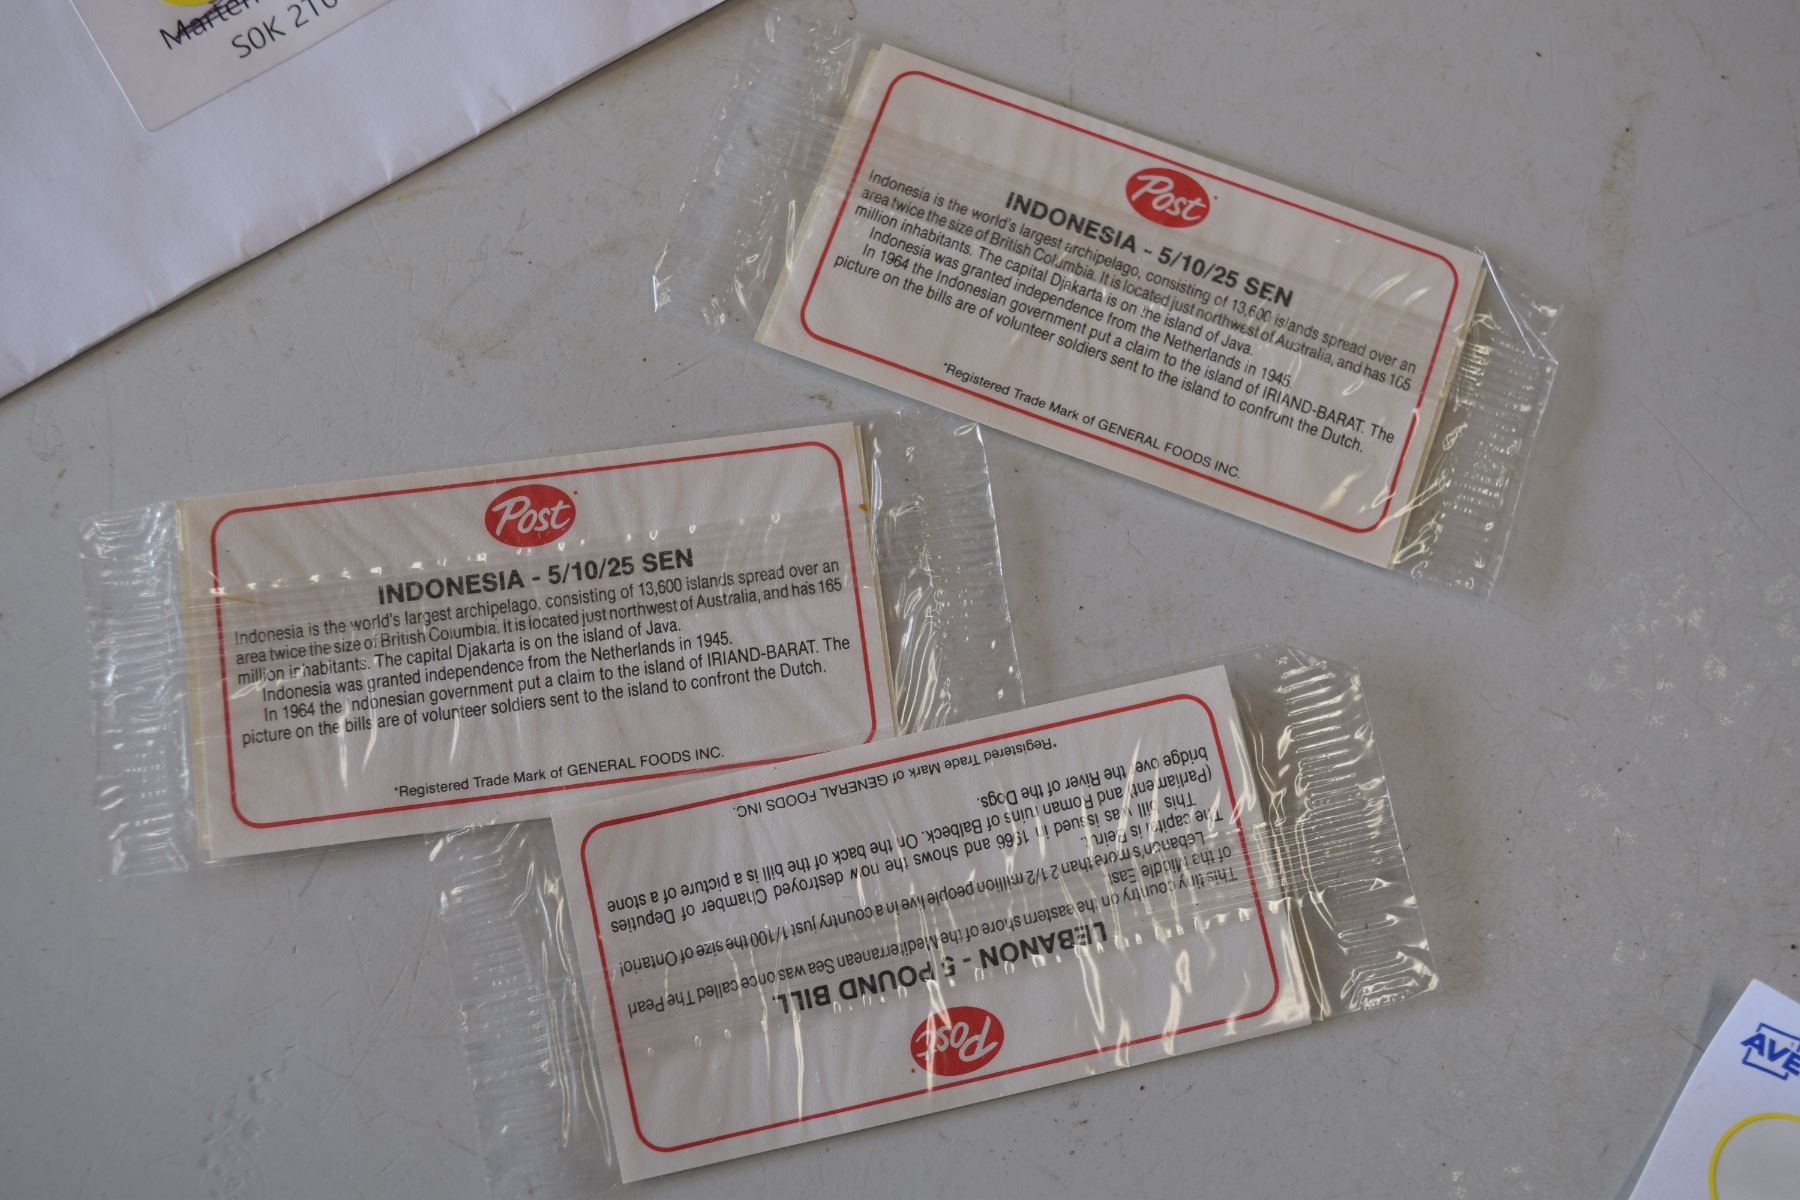 Marten
S0K 2T0
Post
INDONESIA - 5/10/25 SEN
Indonesia is the world's largest archipelago, consisting of 13,600 islands spread over an
area twice the size of British Columbia. It is located just northwest of Australia, and has 165
million inhabitants. The capital Djakarta is on the island of Java.
Indonesia was granted independence from the Netherlands in 1945.
In 1964 the Indonesian government put a claim to the island of IRIAND-BARAT. The
picture on the bills are of volunteer soldiers sent to the island to confront the Dutch.
*Registered Trade Mark of GENERAL FOODS INC.
Post
INDONESIA - 5/10/25 SEN
Indonesia is the world's largest archipelago, consisting of 13,600 islands spread over an
area twice the size of British Columbia. It is located just northwest of Australia, and has 165
million inhabitants. The capital Djakarta is on the island of Java.
Indonesia was granted independence from the Netherlands in 1945.
In 1964 the Indonesian government put a claim to the island of IRIAND-BARAT. The
picture on the bills are of volunteer soldiers sent to the island to confront the Dutch.
*Registered Trade Mark of GENERAL FOODS INC.
Post
LEBANON - 5 POUND BILL
This tiny country on the eastern shore of the Mediterranean Sea was once called The Pearl
of the Middle East.
Lebanon's more than 2 1/2 million people live in a country just 1/100 the size of Ontario!
The capital is Beirut.
This bill was issued in 1966 and shows the now destroyed Chamber of Deputies
(Parliament) and Roman ruins of Balbeck. On the back of the bill is a picture of a stone
bridge over the River of the Dogs.
*Registered Trade Mark of GENERAL FOODS INC.
AVE